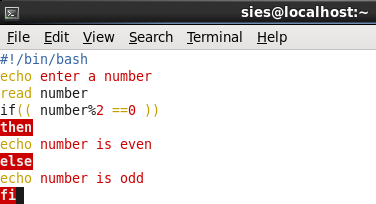 sies@localhost:~
File Edit View Search Terminal Help
#!/bin/bash
echo enter a number
read number
if(( number%2 ==0 ))
then
echo number is even
else
echo number is odd
fi